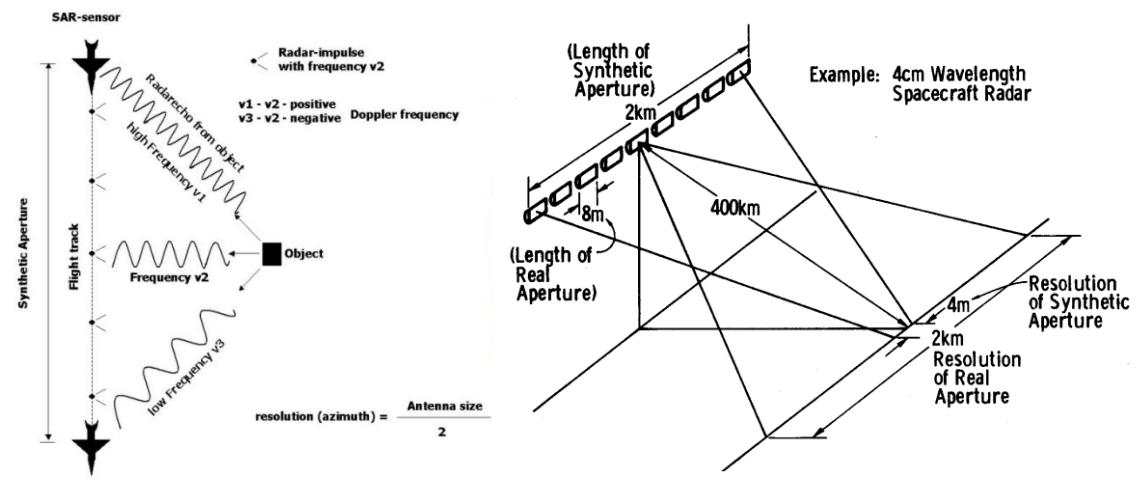 SAR-sensor
Radar-impulse
with frequency v2
v1 - v2 - positive
v3 - v2 - negative
Doppler frequency
Radarecho from object
high Frequency v1
Synthetic Aperture
Flight track
Object
Frequency v2
low Frequency v3
resolution (azimuth) =
Antenna size
2
(Length of
Synthetic
Aperture)
2km
Example: 4cm Wavelength
Spacecraft Radar
8m
400km
(Length of
Real
Aperture)
4m
Resolution
of Synthetic
Aperture
2km
Resolution
of Real
Aperture